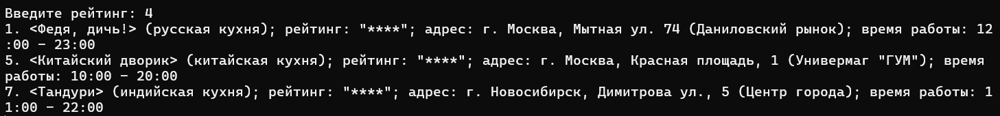 Введите рейтинг: 4
1. <Федя, дичь!> (русская кухня); рейтинг: "****"; адрес: г. Москва, Мытная ул. 74 (Даниловский рынок); время работы: 12
:00 – 23:00
5. <Китайский дворик> (китайская кухня); рейтинг: "****"; адрес: г. Москва, Красная площадь, 1 (Универмаг "ГУМ"); время
работы: 10:00 – 20:00
7. <Тандури> (индийская кухня); рейтинг: "****"; адрес: г. Новосибирск, Димитрова ул., 5 (Центр города); время работы: 1
1:00 – 22:00